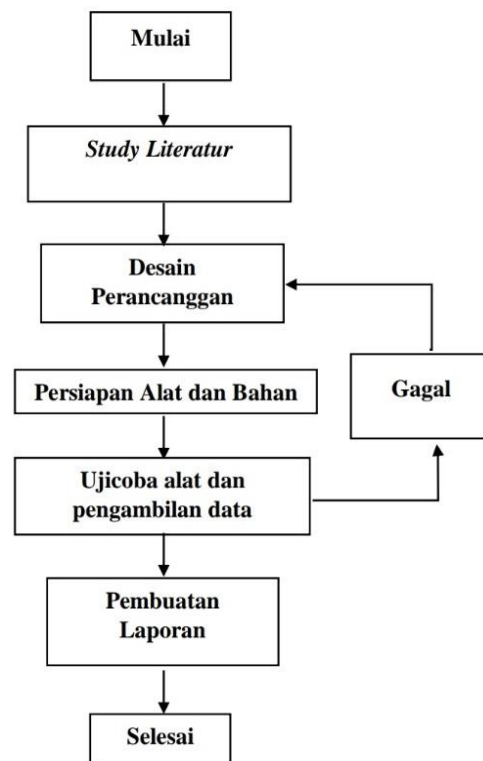 Mulai
Study Literatur
Desain
Perancanggan
Persiapan Alat dan Bahan
Gagal
Ujicoba alat dan
pengambilan data
Pembuatan
Laporan
Selesai